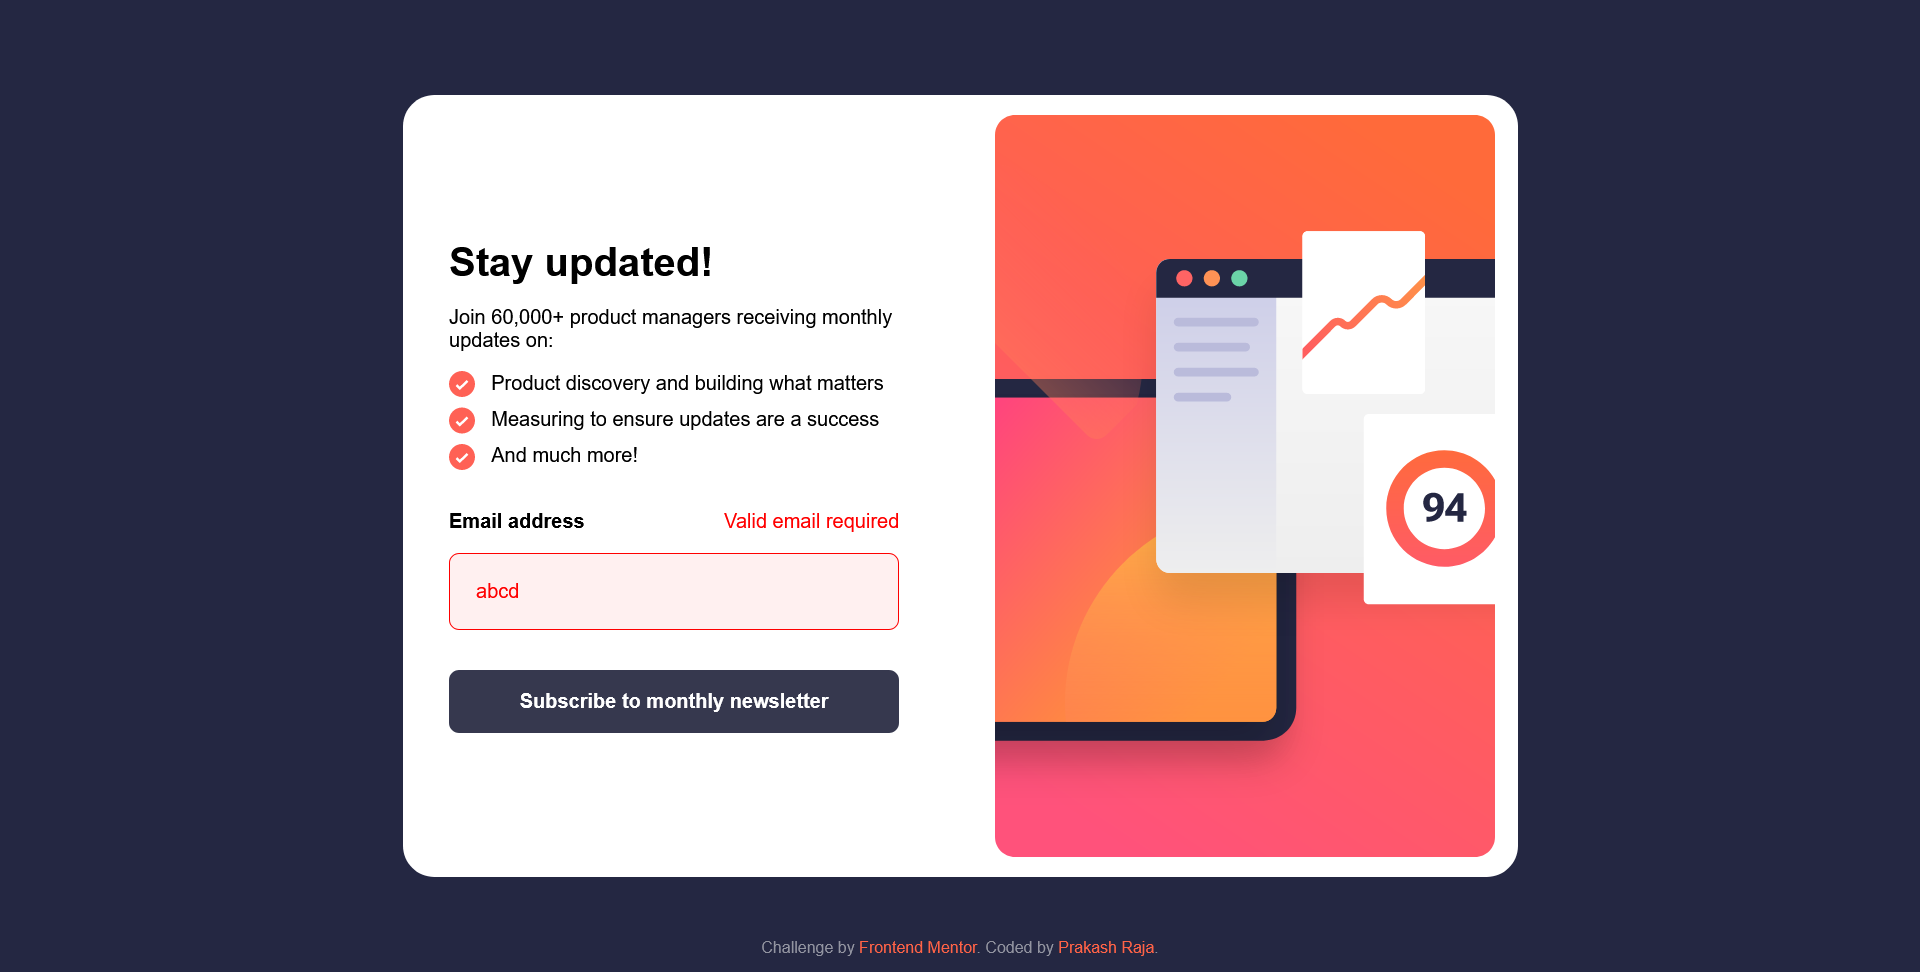 Stay updated!
Join 60,000+ product managers receiving monthly
updates on:
Product discovery and building what matters
Measuring to ensure updates are a success
And much more!
Email address
Valid email required
abcd
Subscribe to monthly newsletter
94
Challenge by Frontend Mentor. Coded by Prakash Raja.